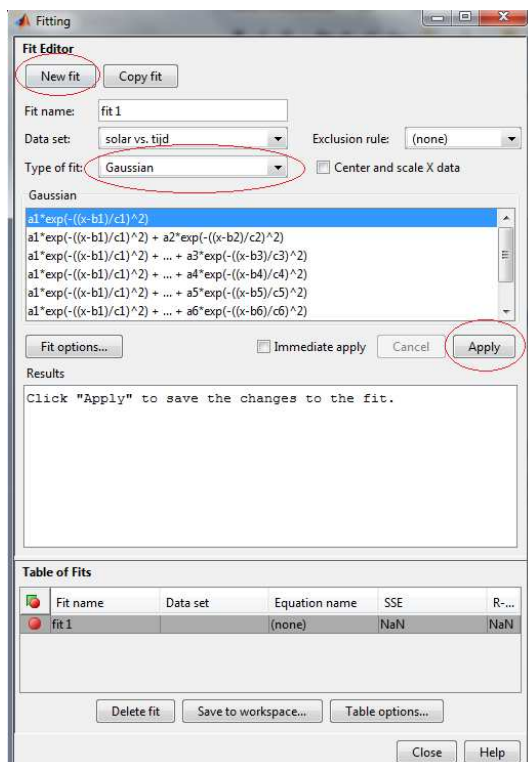 Fitting
Fit Editor
New fit Copy fit
Fit name: fit 1
Data set: solar vs. tijd Exclusion rule: (none)
Type of fit: Gaussian Center and scale X data
Gaussian
a1*exp(-((x-b1)/c1)^2)
a1*exp(-((x-b1)/c1)^2) + a2*exp(-((x-b2)/c2)^2)
a1*exp(-((x-b1)/c1)^2) + ... + a3*exp(-((x-b3)/c3)^2)
a1*exp(-((x-b1)/c1)^2) + ... + a4*exp(-((x-b4)/c4)^2)
a1*exp(-((x-b1)/c1)^2) + ... + a5*exp(-((x-b5)/c5)^2)
a1*exp(-((x-b1)/c1)^2) + ... + a6*exp(-((x-b6)/c6)^2)
Fit options... Immediate apply Cancel Apply
Results
Click "Apply" to save the changes to the fit.
Table of Fits
Fit name Data set Equation name SSE R-...
fit 1 (none) NaN NaN
Delete fit Save to workspace... Table options...
Close Help